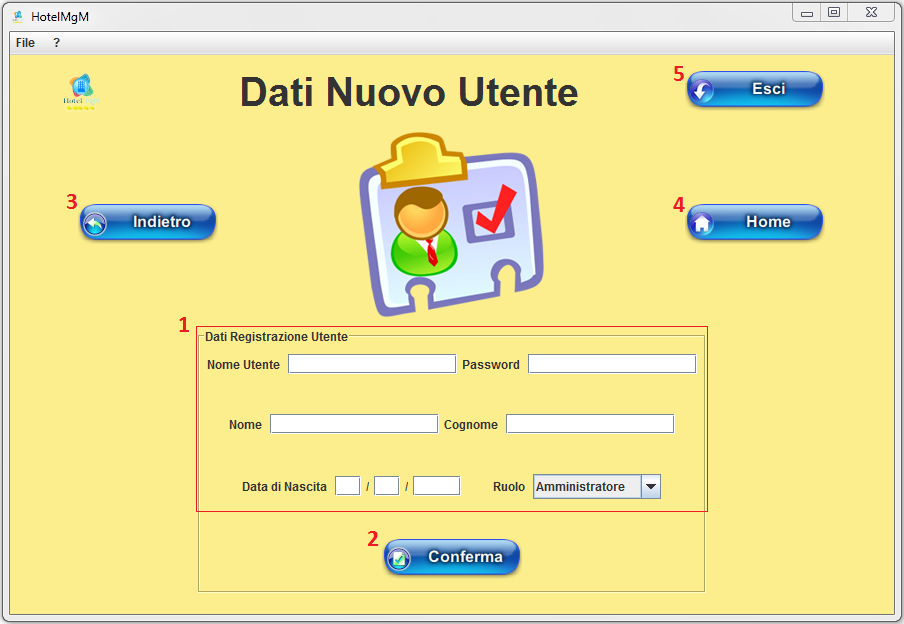 HotelMgM
File ?
Hotel
Dati Nuovo Utente
5 Esci
3 Indietro
4 Home
1
Dati Registrazione Utente
Nome Utente Password
Nome Cognome
Data di Nascita / / Ruolo Amministratore
2 Conferma